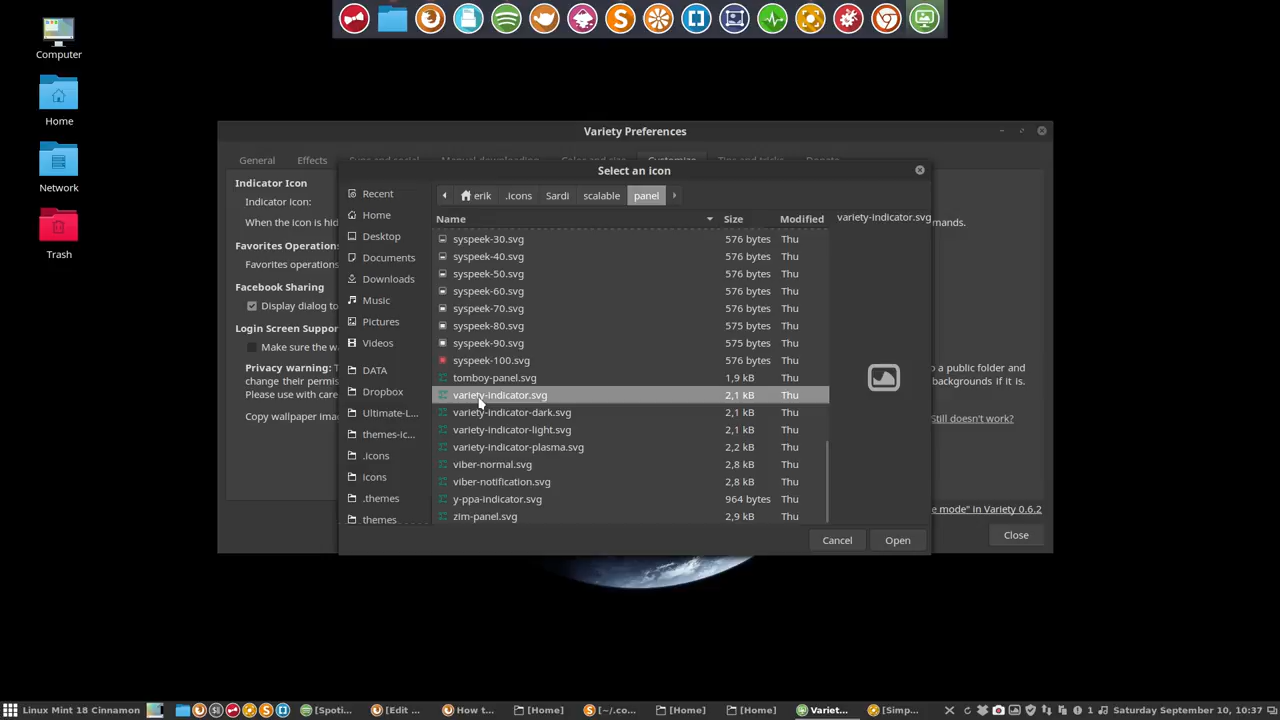 Computer
Home
Network
Trash
Variety Preferences
General Effects
Customize
Indicator Icon
Indicator icon:
When the icon is hid
mands.
Favorites Operation
Favorites operations
Facebook Sharing
Display dialog to
Login Screen Suppor
Make sure the wa
Privacy warning: T
change their permis
Please use with care
Copy wallpaper imag
o a public folder and
backgrounds if it is.
Still doesn't work?
e mode" in Variety 0.6.2
Close
Select an icon
Recent
Home
Desktop
Documents
Downloads
Music
Pictures
Videos
DATA
Dropbox
Ultimate-L...
themes-ic...
.icons
icons
.themes
themes
erik .icons Sardi scalable panel
Name Size Modified
syspeek-30.svg 576 bytes Thu
syspeek-40.svg 576 bytes Thu
syspeek-50.svg 576 bytes Thu
syspeek-60.svg 576 bytes Thu
syspeek-70.svg 576 bytes Thu
syspeek-80.svg 575 bytes Thu
syspeek-90.svg 575 bytes Thu
syspeek-100.svg 576 bytes Thu
tomboy-panel.svg 1,9 kB Thu
variety-indicator.svg 2,1 kB Thu
variety-indicator-dark.svg 2,1 kB Thu
variety-indicator-light.svg 2,1 kB Thu
variety-indicator-plasma.svg 2,2 kB Thu
viber-normal.svg 2,8 kB Thu
viber-notification.svg 2,8 kB Thu
y-ppa-indicator.svg 964 bytes Thu
zim-panel.svg 2,9 kB Thu
variety-indicator.svg
Cancel Open
Linux Mint 18 Cinnamon [Spoti... [Edit ... How t... [Home] [~/.co... [Home] [Home] Variet... [Simp... 1 Saturday September 10, 10:37